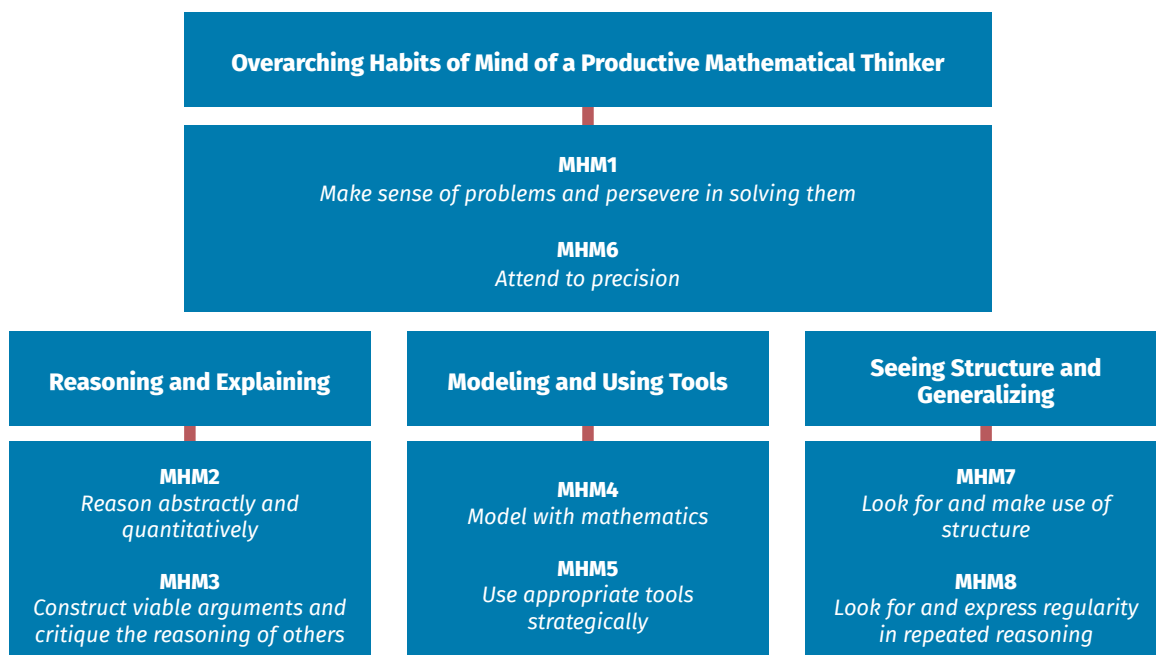 Overarching Habits of Mind of a Productive Mathematical Thinker
MHM1
Make sense of problems and persevere in solving them
MHM6
Attend to precision
Reasoning and Explaining
MHM2
Reason abstractly and
quantitatively
MHM3
Construct viable arguments and
critique the reasoning of others
Modeling and Using Tools
MHM4
Model with mathematics
MHM5
Use appropriate tools
strategically
Seeing Structure and
Generalizing
MHM7
Look for and make use of
structure
MHM8
Look for and express regularity
in repeated reasoning